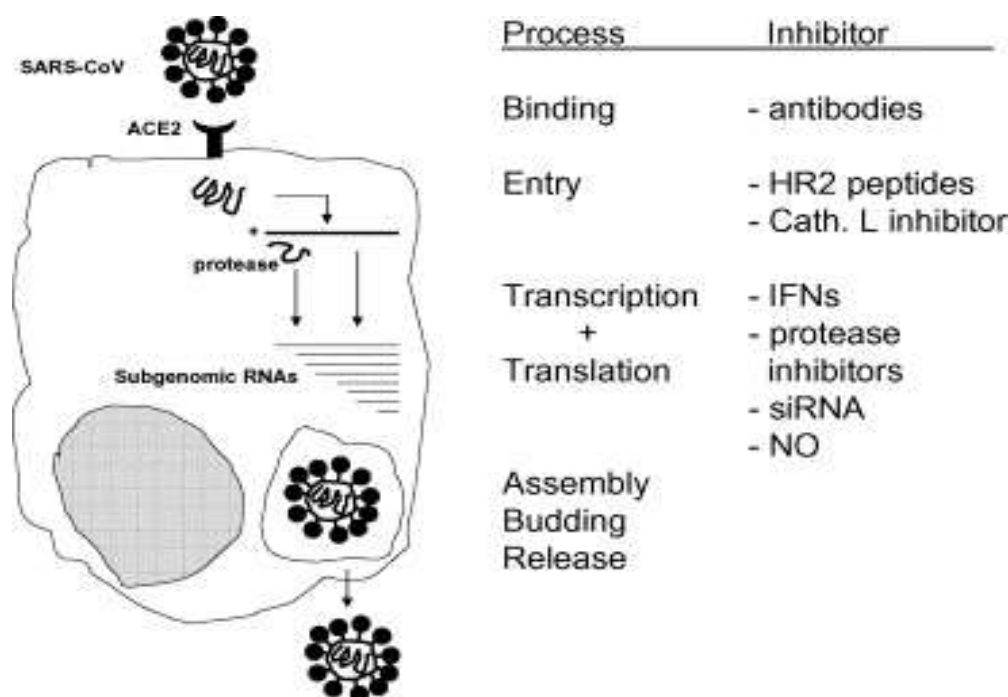 SARS-CoV
ACE2
+
protease
Subgenomic RNAs
Process Inhibitor
Binding - antibodies
Entry - HR2 peptides
- Cath. L inhibitor
Transcription - IFNs
+ - protease
Translation inhibitors
- siRNA
- NO
Assembly
Budding
Release